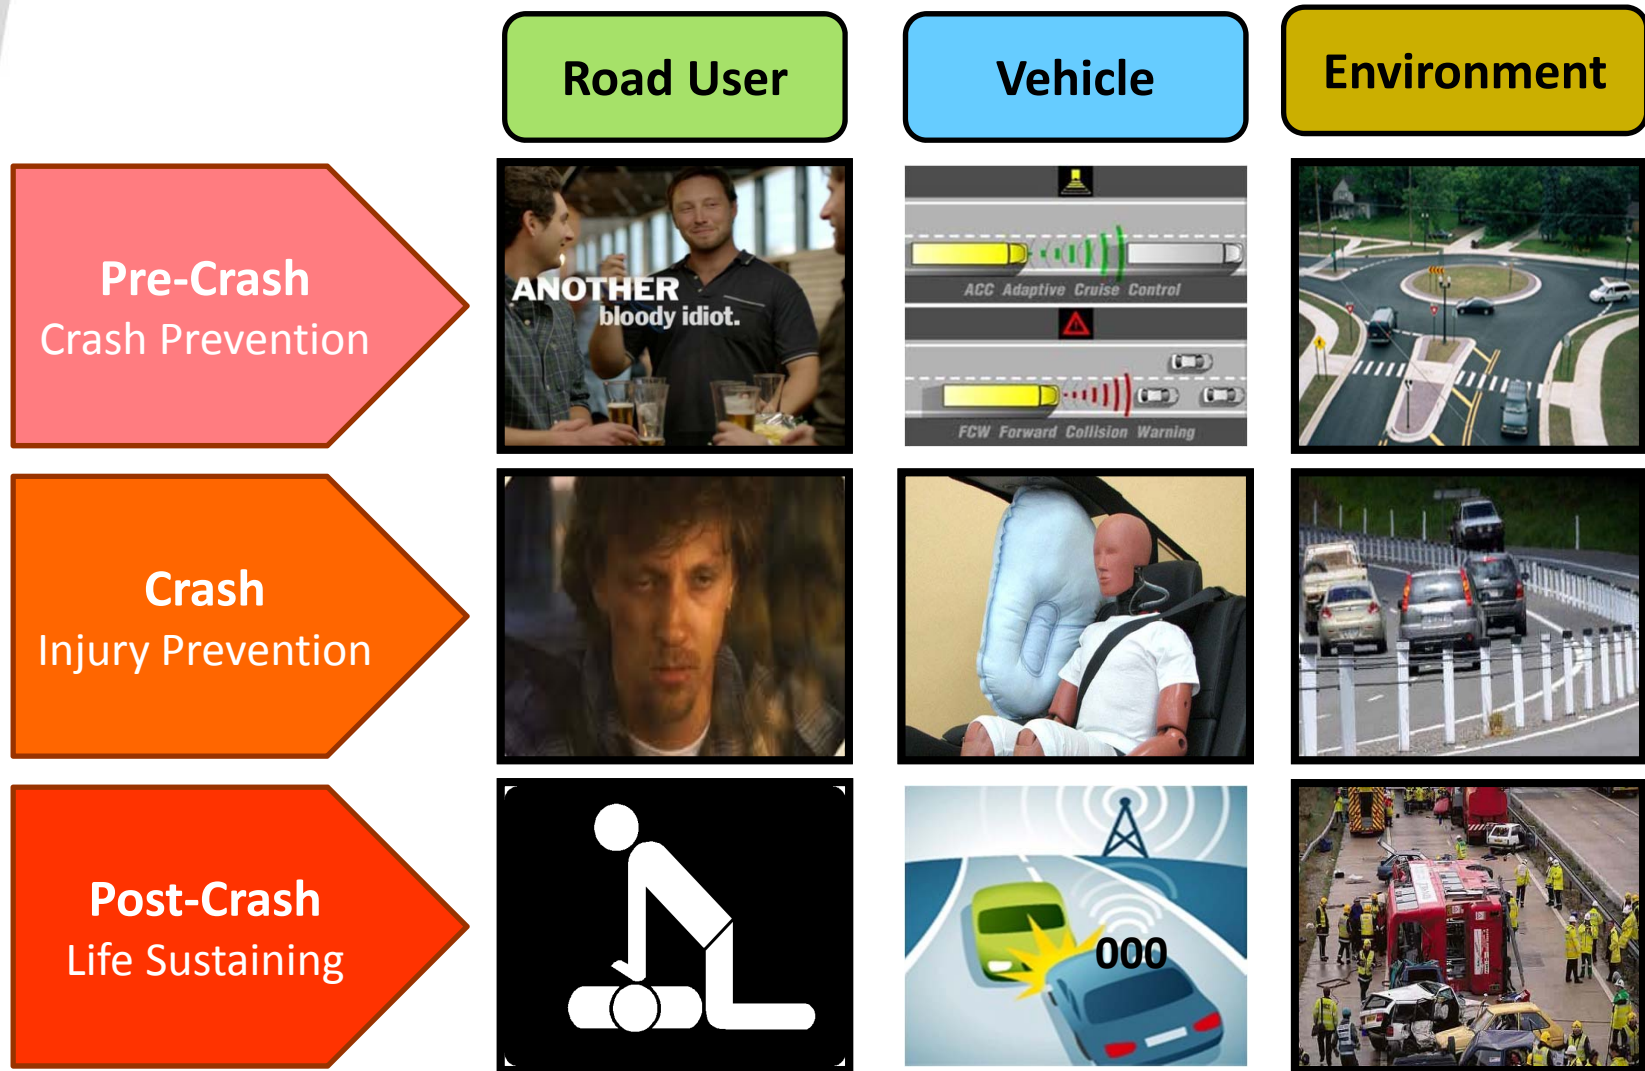 Road User
Vehicle
Environment
Pre-Crash
Crash Prevention
ANOTHER
bloody idiot.
ACC Adaptive Cruise Control
FCW Forward Collision Warning
Crash
Injury Prevention
Post-Crash
Life Sustaining
000